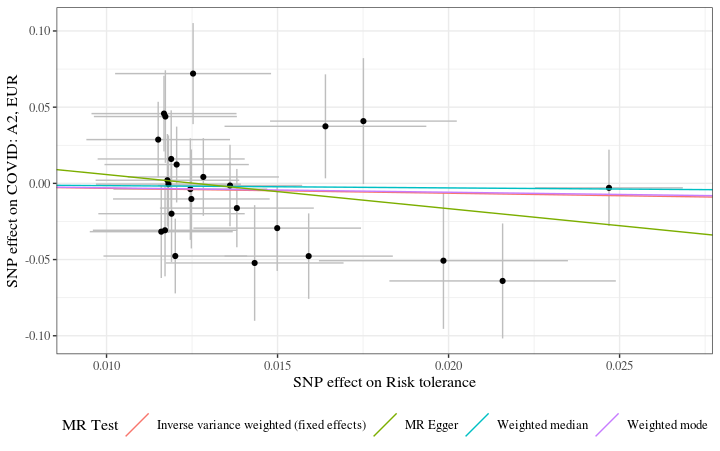 0.10
0.05
0.00
-0.05
-0.10
SNP effect on COVID: A2, EUR
0.010 0.015 0.020 0.025
SNP effect on Risk tolerance
MR Test Inverse variance weighted (fixed effects) MR Egger Weighted median Weighted mode